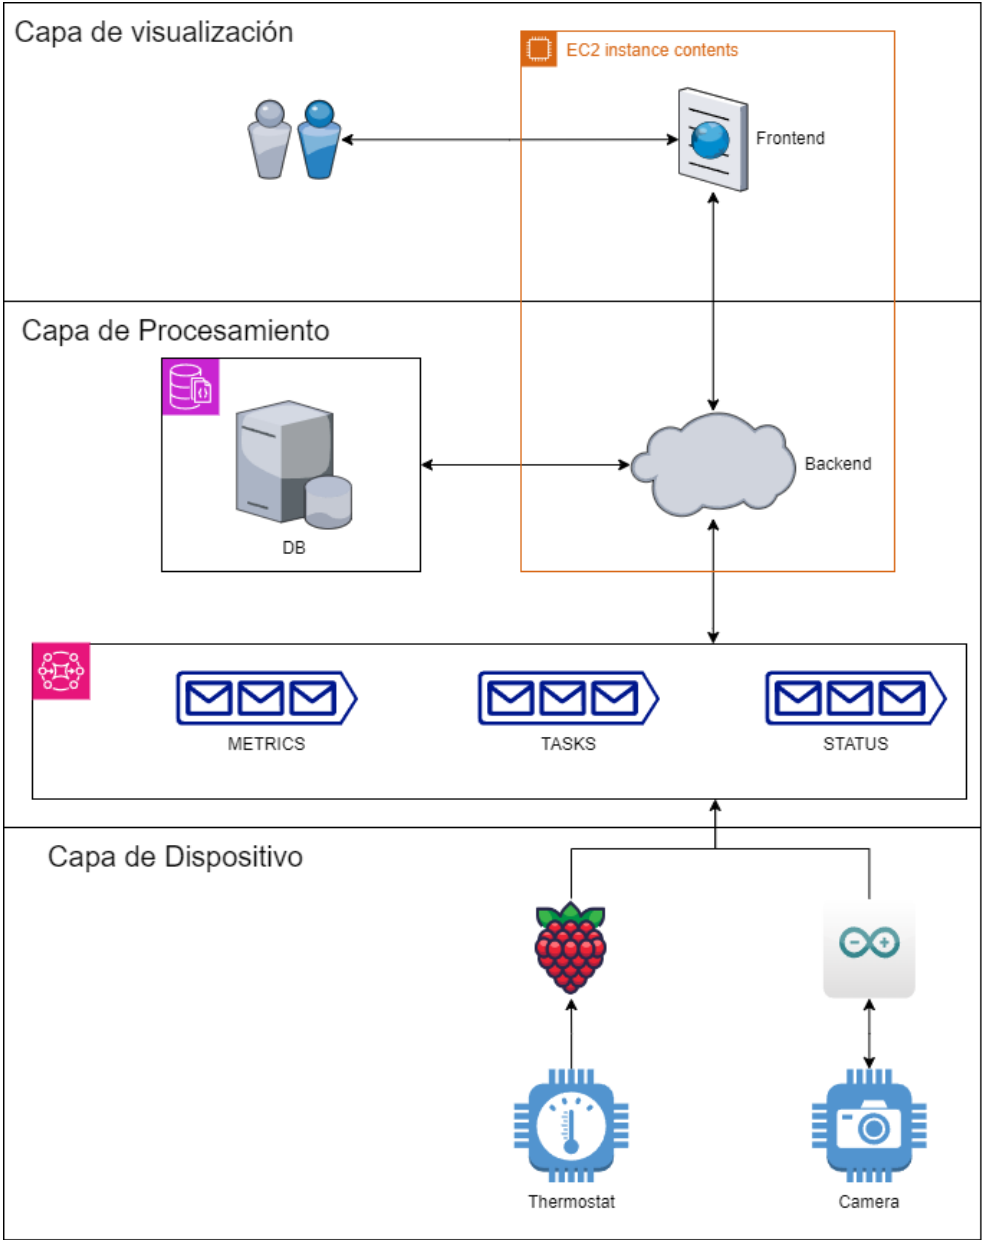 Capa de visualización
EC2 instance contents
Frontend
Capa de Procesamiento
Backend
DB
METRICS
TASKS
STATUS
Capa de Dispositivo
Thermostat
Camera